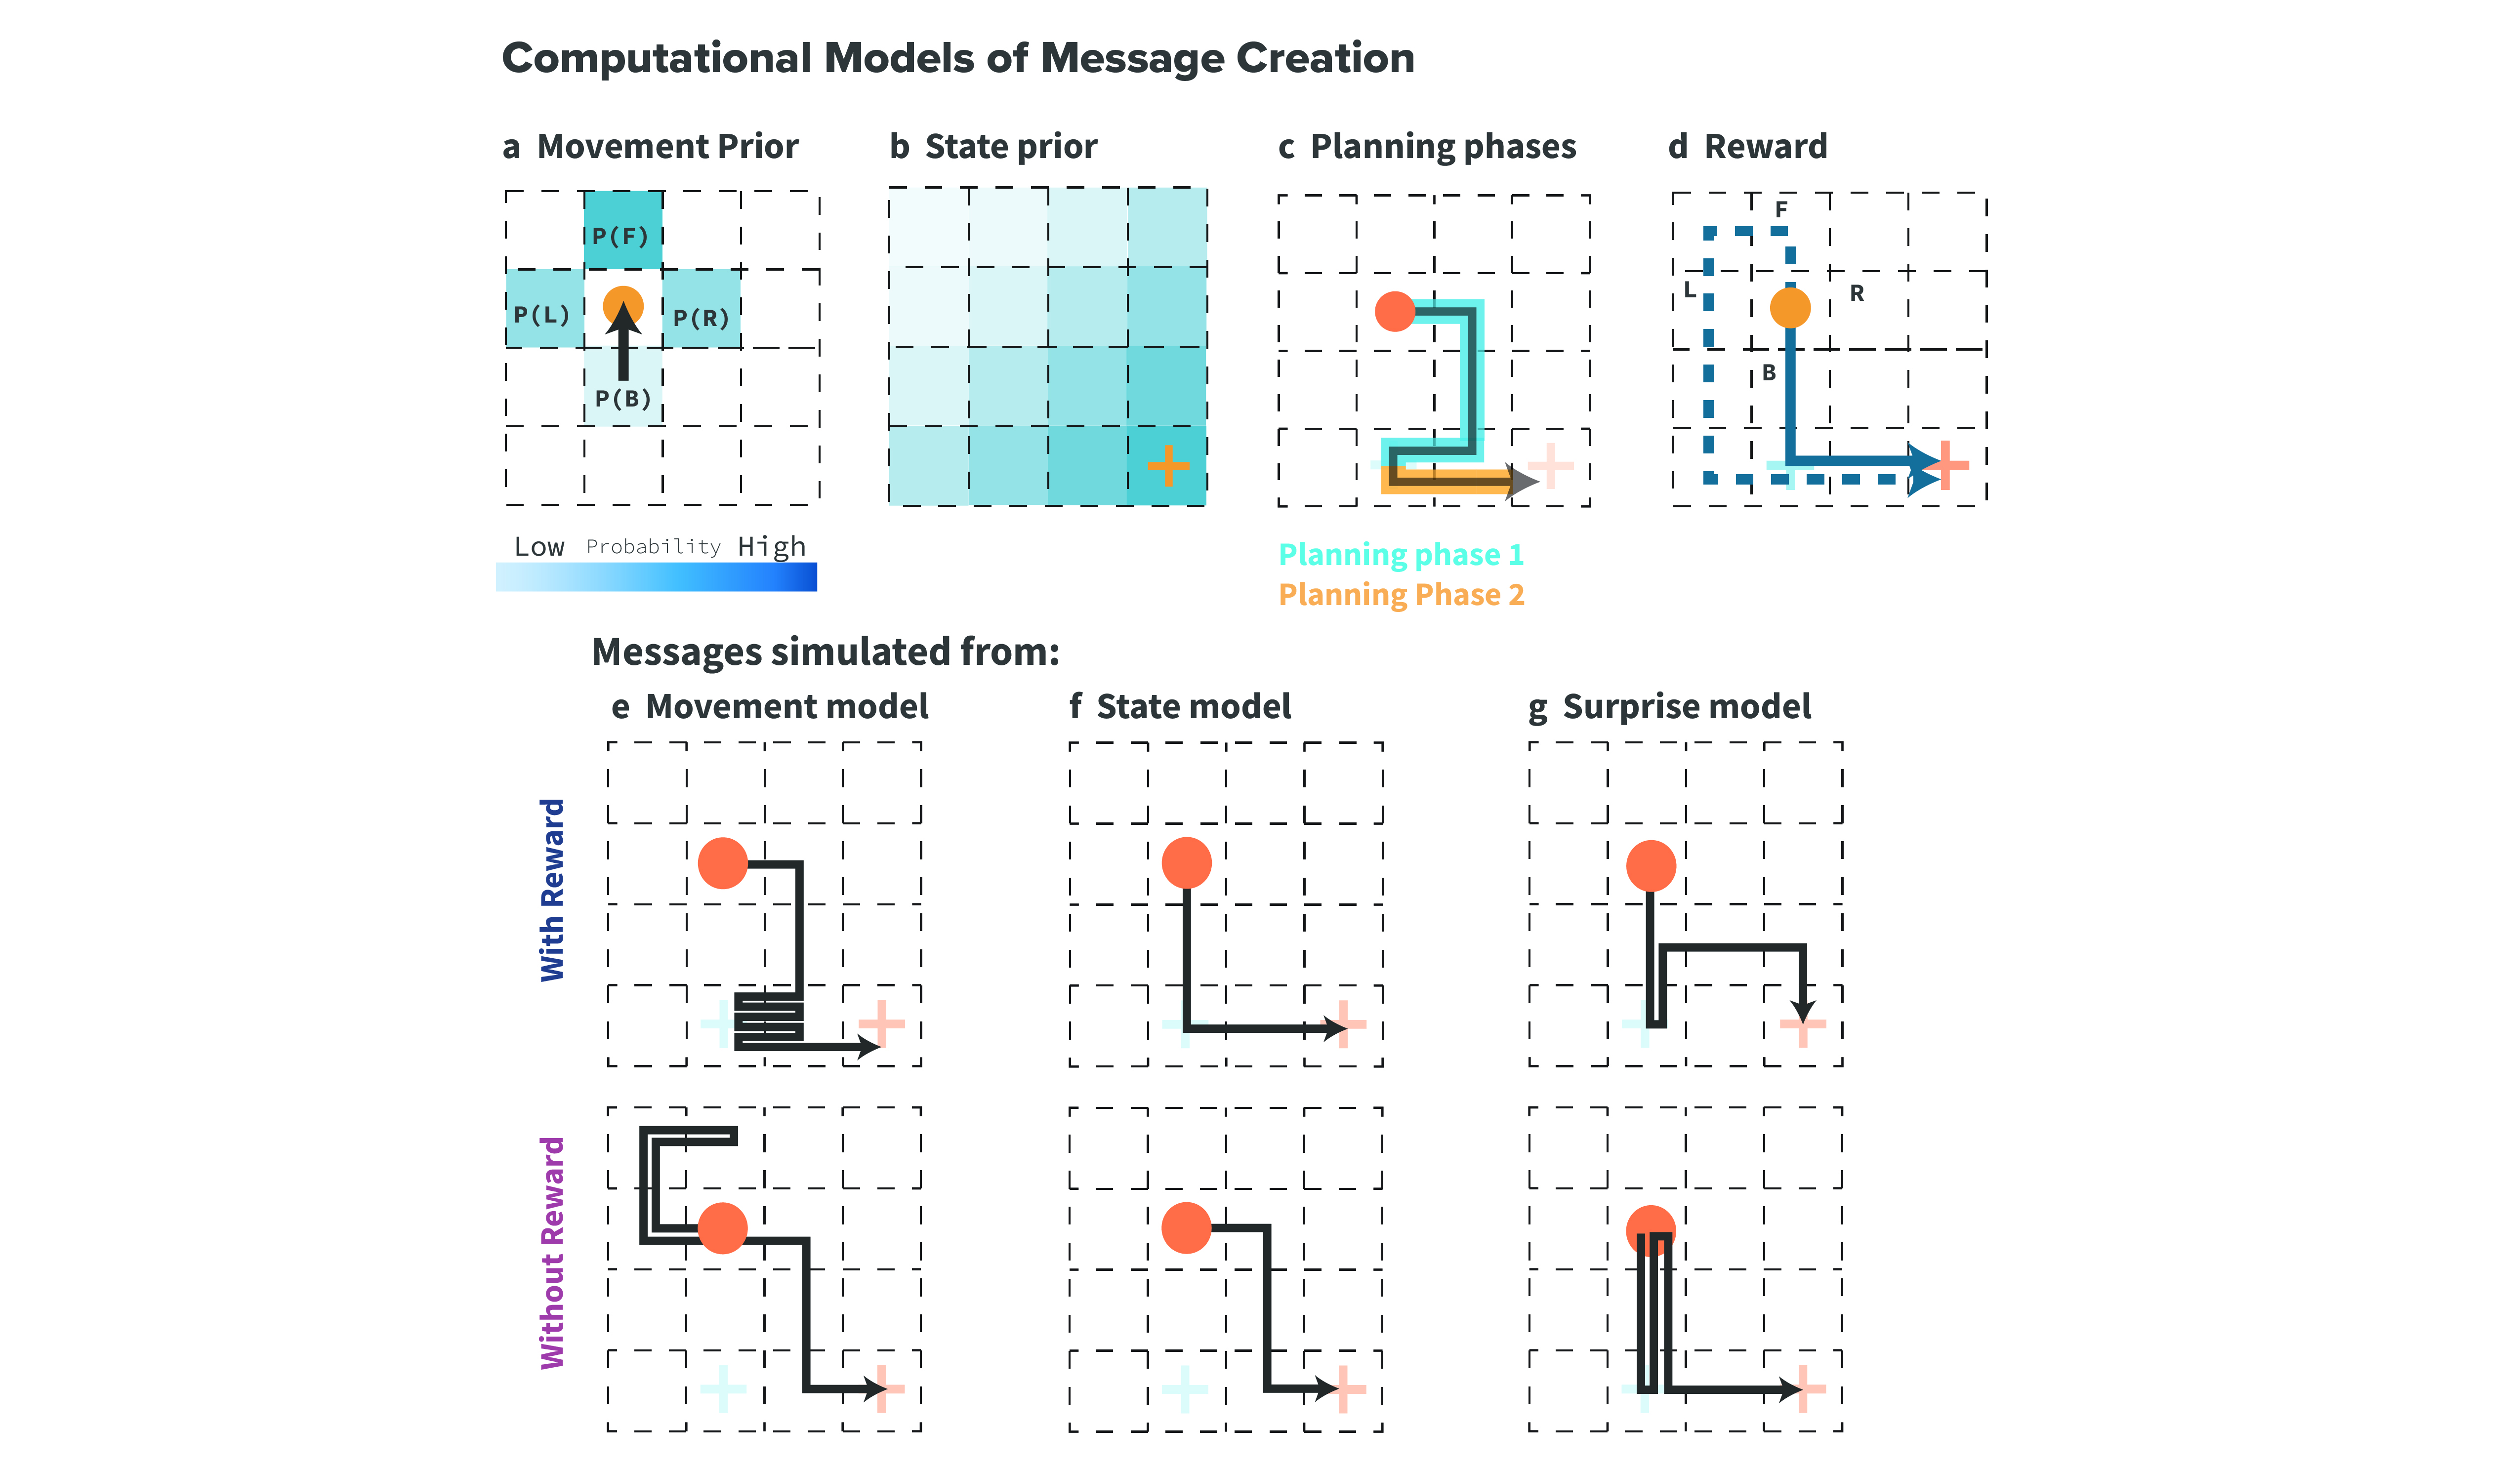 Computational Models of Message Creation
a Movement Prior
b State prior
c Planning phases
d Reward
P(F)
P(L)
P(R)
P(B)
F
L
R
B
Low Probability High
Planning phase 1
Planning Phase 2
Messages simulated from:
e Movement model
f State model
g Surprise model
With Reward
Without Reward